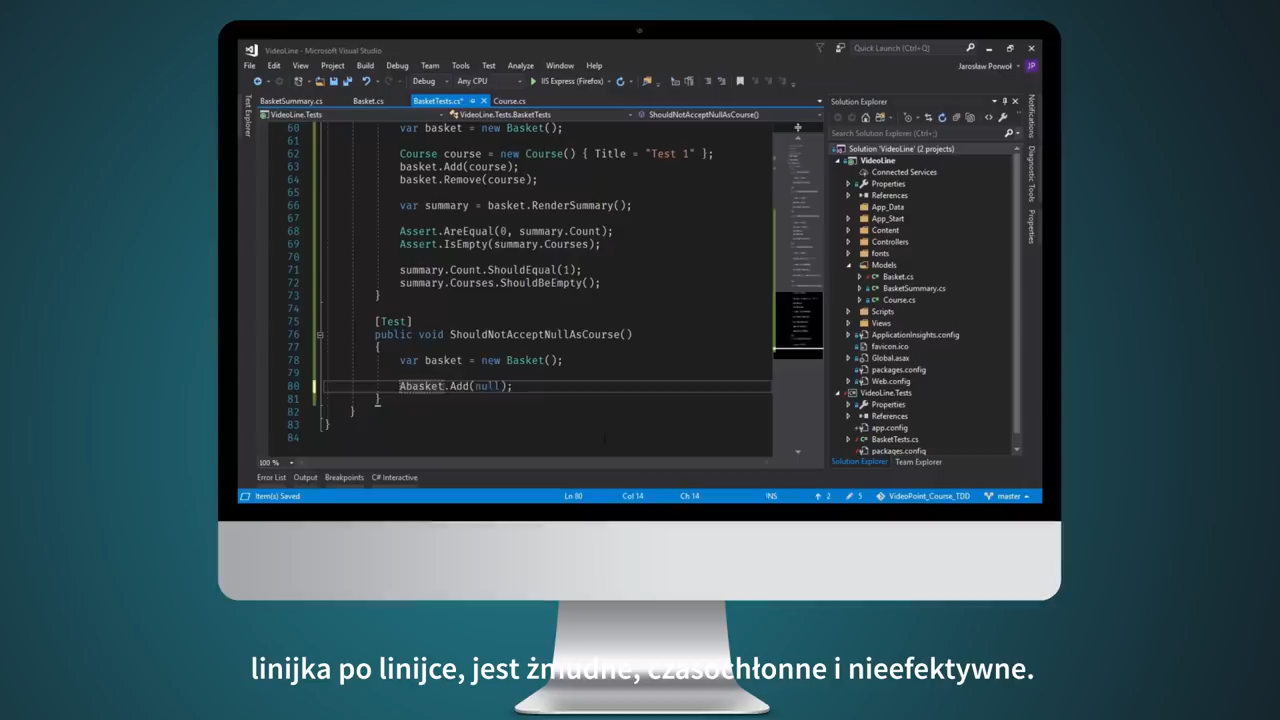 VideoLine - Microsoft Visual Studio
Quick Launch (Ctrl+Q)
File Edit View Project Build Debug Team Tools Test Analyze Window Help
Jarosław Porwoł JP
Debug Any CPU IIS Express (Firefox)
BasketSummary.cs Basket.cs BasketTests.cs* Course.cs
Test Explorer
VideoLine.Tests VideoLine.Tests.BasketTests ShouldNotAcceptNullAsCourse()
60 var basket = new Basket();
61
62 Course course = new Course() { Title = "Test 1" };
63 basket.Add(course);
64 basket.Remove(course);
65
66 var summary = basket.RenderSummary();
67
68 Assert.AreEqual(0, summary.Count);
69 Assert.IsEmpty(summary.Courses);
70
71 summary.Count.ShouldEqual(1);
72 summary.Courses.ShouldBeEmpty();
73 }
74
75 [Test]
76 public void ShouldNotAcceptNullAsCourse()
77 {
78 var basket = new Basket();
79
80 Abasket.Add(null);
81 }
82 }
83 }
84
100 %
Error List Output Breakpoints C# Interactive
Item(s) Saved Ln 80 Col 14 Ch 14 INS 2 5 VideoPoint_Course_TDD master
Solution Explorer
Search Solution Explorer (Ctrl+;)
Solution 'VideoLine' (2 projects)
VideoLine
Connected Services
Properties
References
App_Data
App_Start
Content
Controllers
fonts
Models
Basket.cs
BasketSummary.cs
Course.cs
Scripts
Views
ApplicationInsights.config
favicon.ico
Global.asax
packages.config
Web.config
VideoLine.Tests
Properties
References
app.config
BasketTests.cs
packages.config
Solution Explorer Team Explorer
Notifications
Diagnostic Tools
Properties
linijka po linijce, jest żmudne, czasochłonne i nieefektywne.